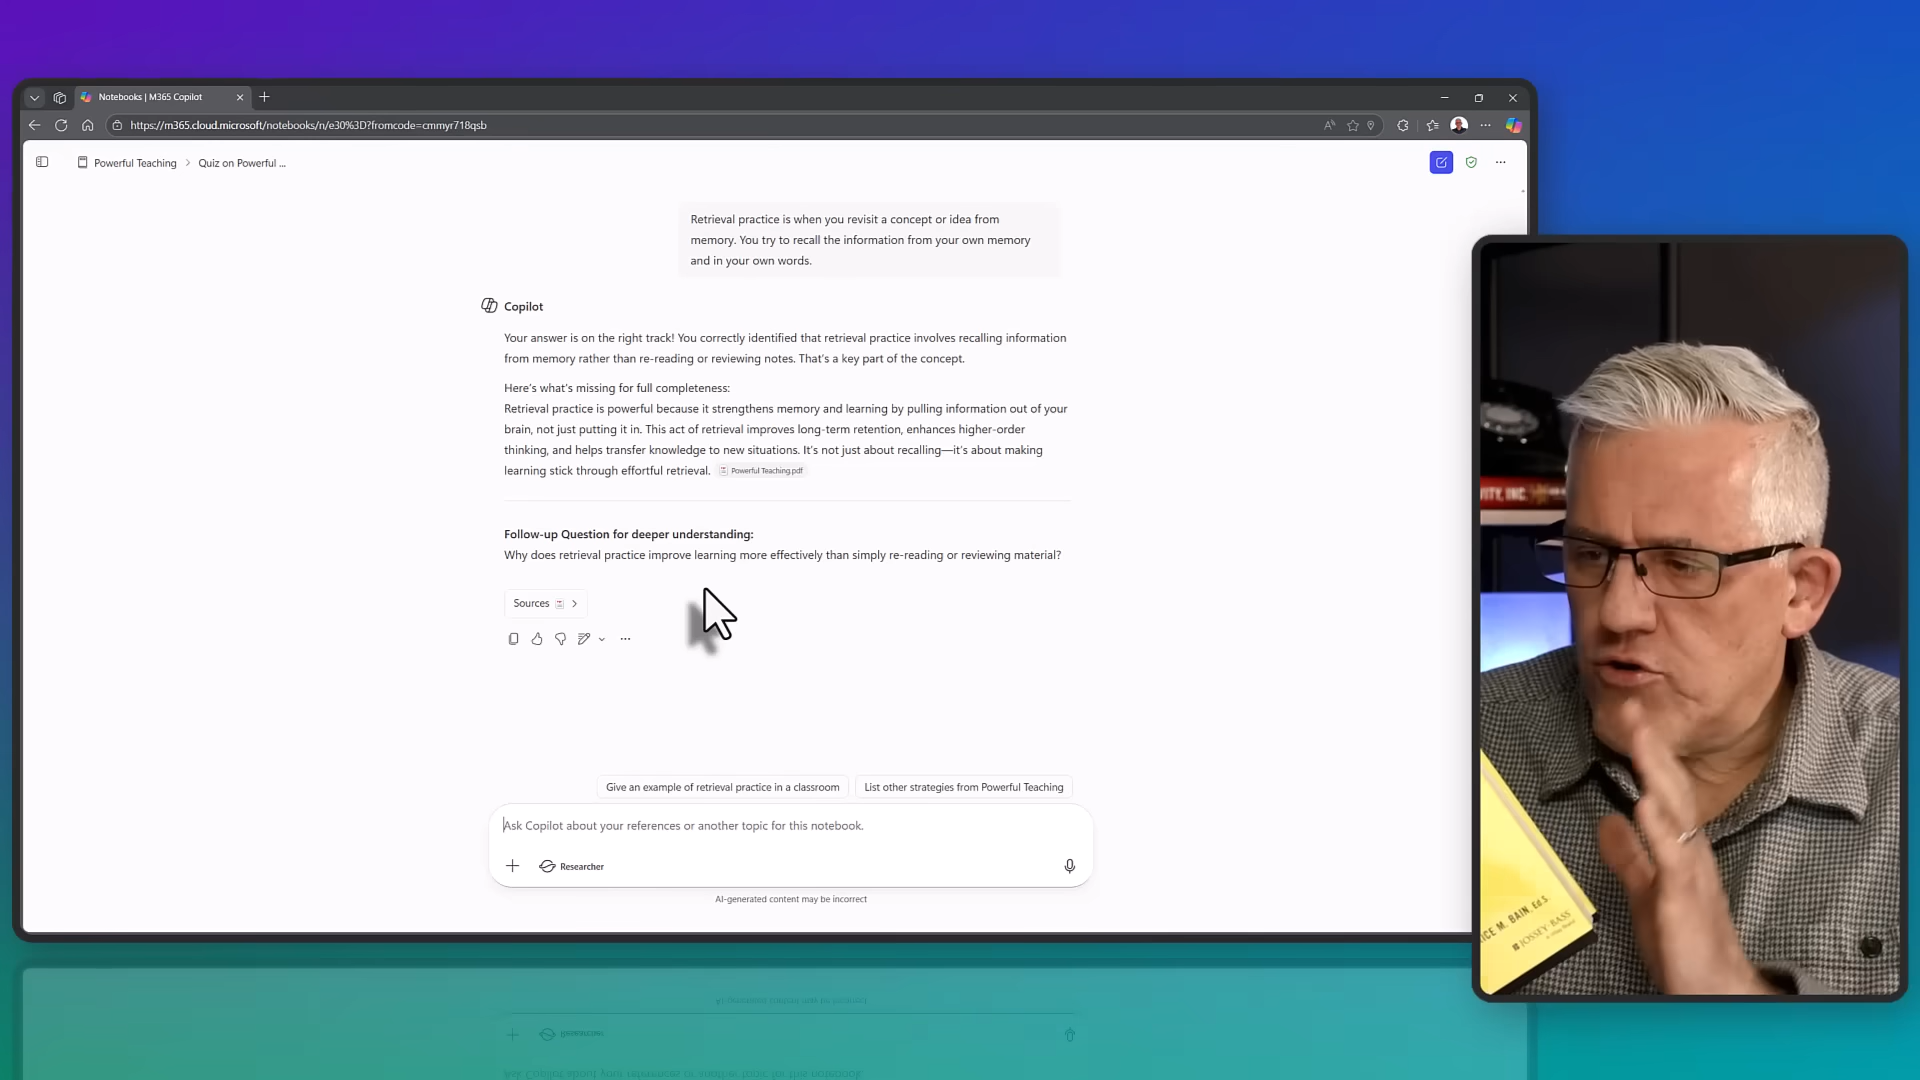 Notebooks | M365 Copilot
https://m365.cloud.microsoft/notebooks/n/e30%3D?fromcode=cmmyr718qsb
Powerful Teaching > Quiz on Powerful ...
Retrieval practice is when you revisit a concept or idea from
memory. You try to recall the information from your own memory
and in your own words.
Copilot
Your answer is on the right track! You correctly identified that retrieval practice involves recalling information
from memory rather than re-reading or reviewing notes. That's a key part of the concept.
Here's what's missing for full completeness:
Retrieval practice is powerful because it strengthens memory and learning by pulling information out of your
brain, not just putting it in. This act of retrieval improves long-term retention, enhances higher-order
thinking, and helps transfer knowledge to new situations. It's not just about recalling—it's about making
learning stick through effortful retrieval. Powerful Teaching.pdf
Follow-up Question for deeper understanding:
Why does retrieval practice improve learning more effectively than simply re-reading or reviewing material?
Sources
Give an example of retrieval practice in a classroom
List other strategies from Powerful Teaching
Ask Copilot about your references or another topic for this notebook.
Researcher
AI-generated content may be incorrect
ITY, INC.
ICE M. BAIN, Ed.S.
JOSSEY-BASS